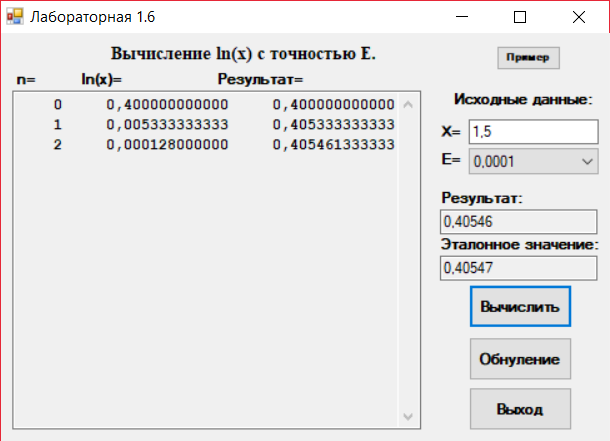 Лабораторная 1.6
Вычисление ln(x) с точностью E.
Пример
n= ln(x)= Результат=
0 0,400000000000 0,400000000000
1 0,005333333333 0,405333333333
2 0,000128000000 0,405461333333
Исходные данные:
X= 1,5
E= 0,0001
Результат:
0,40546
Эталонное значение:
0,40547
Вычислить
Обнуление
Выход